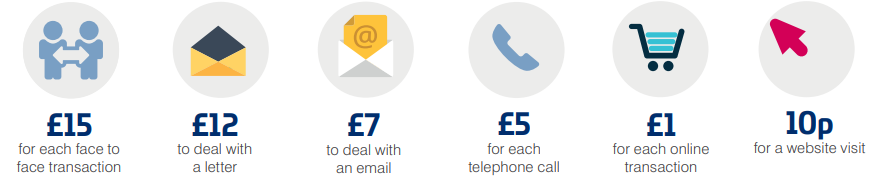 @
£15
for each face to
face transaction
£12
to deal with
a letter
£7
to deal with
an email
£5
for each
telephone call
£1
for each online
transaction
10p
for a website visit